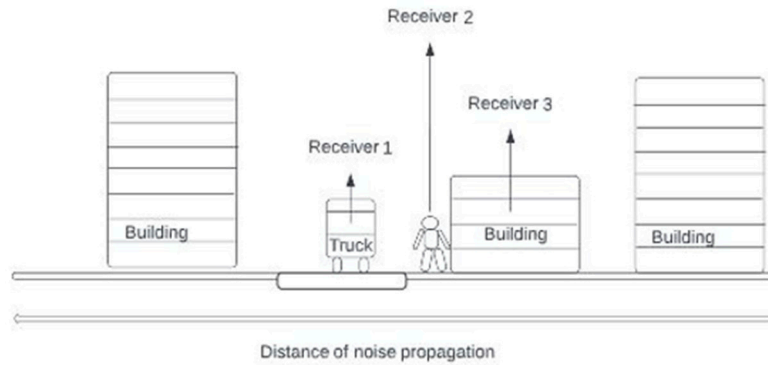 Receiver 2
Receiver 3
Receiver 1
Building
Truck
Building
Building
Distance of noise propagation